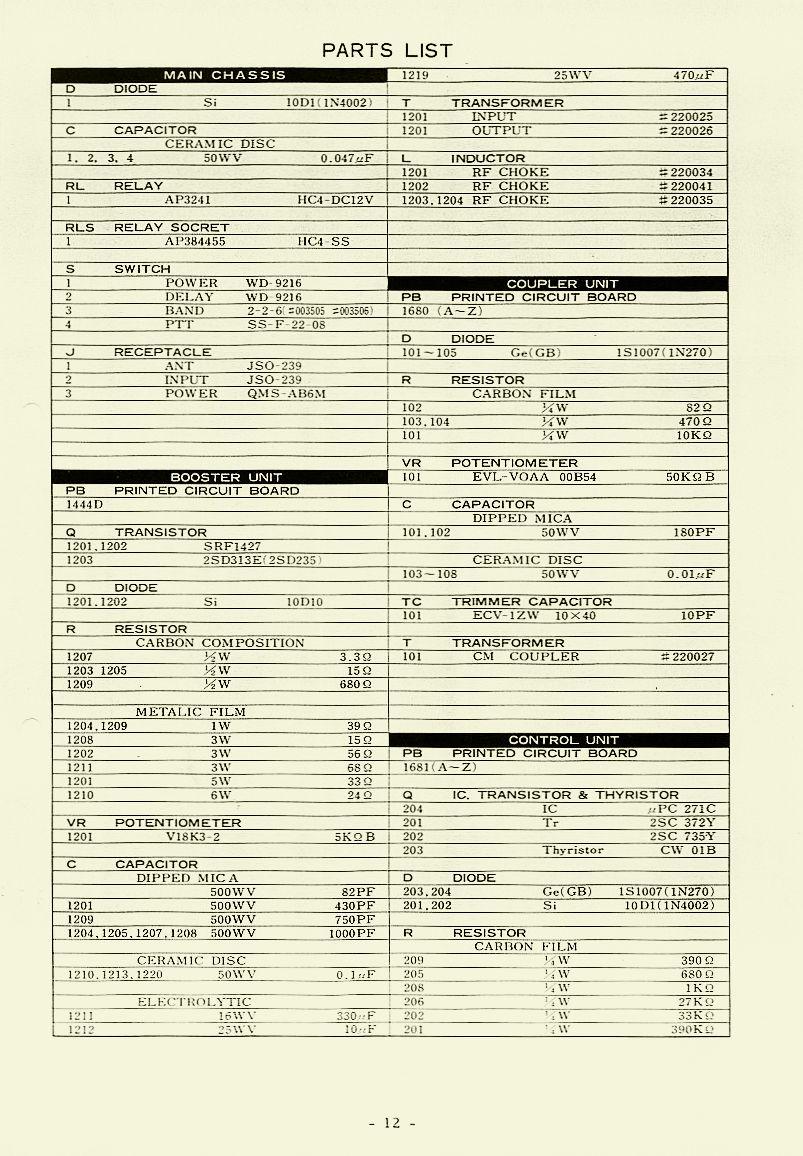 PARTS LIST
MAIN CHASSIS
D DIODE
1 Si 10D1(1N4002)
C CAPACITOR
CERAMIC DISC
1, 2, 3, 4 50WV 0.047μF
RL RELAY
1 AP3241 HC4-DC12V
RLS RELAY SOCRET
1 AP384455 HC4-SS
S SWITCH
1 POWER WD-9216
2 DELAY WD 9216
3 BAND 2-2-6(#003505 #003506)
4 PTT SS-F-22-08
J RECEPTACLE
1 ANT JSO-239
2 INPUT JSO-239
3 POWER QMS-AB6M
BOOSTER UNIT
PB PRINTED CIRCUIT BOARD
1444D
Q TRANSISTOR
1201,1202 SRF1427
1203 2SD313E(2SD235)
D DIODE
1201,1202 Si 10D10
R RESISTOR
CARBON COMPOSITION
1207 ½W 3.3Ω
1203 1205 ½W 15Ω
1209 ½W 680Ω
METALIC FILM
1204,1209 1W 39Ω
1208 3W 15Ω
1202 3W 56Ω
1211 3W 68Ω
1201 5W 33Ω
1210 6W 24Ω
VR POTENTIOMETER
1201 V18K3-2 5KΩB
C CAPACITOR
DIPPED MICA
500WV 82PF
1201 500WV 430PF
1209 500WV 750PF
1204,1205,1207,1208 500WV 1000PF
CERAMIC DISC
1210,1213,1220 50WV 0.1μF
ELECTROLYTIC
1211 16WV 330μF
1212 25WV 10μF
1219 25WV 470μF
T TRANSFORMER
1201 INPUT #220025
1201 OUTPUT #220026
L INDUCTOR
1201 RF CHOKE #220034
1202 RF CHOKE #220041
1203,1204 RF CHOKE #220035
COUPLER UNIT
PB PRINTED CIRCUIT BOARD
1680 (A~Z)
D DIODE
101~105 Ge(GB) 1S1007(1N270)
R RESISTOR
CARBON FILM
102 ¼W 82Ω
103,104 ¼W 470Ω
101 ¼W 10KΩ
VR POTENTIOMETER
101 EVL-VOAA 00B54 50KΩB
C CAPACITOR
DIPPED MICA
101,102 50WV 180PF
CERAMIC DISC
103~108 50WV 0.01μF
TC TRIMMER CAPACITOR
101 ECV-1ZW 10×40 10PF
T TRANSFORMER
101 CM COUPLER #220027
CONTROL UNIT
PB PRINTED CIRCUIT BOARD
1681(A~Z)
Q IC, TRANSISTOR & THYRISTOR
204 IC μPC 271C
201 Tr 2SC 372Y
202 2SC 735Y
203 Thyristor CW 01B
D DIODE
203,204 Ge(GB) 1S1007(1N270)
201,202 Si 10D1(1N4002)
R RESISTOR
CARBON FILM
209 ¼W 390Ω
205 ¼W 680Ω
208 ¼W 1KΩ
206 ¼W 27KΩ
202 ¼W 33KΩ
201 ¼W 390KΩ
- 12 -